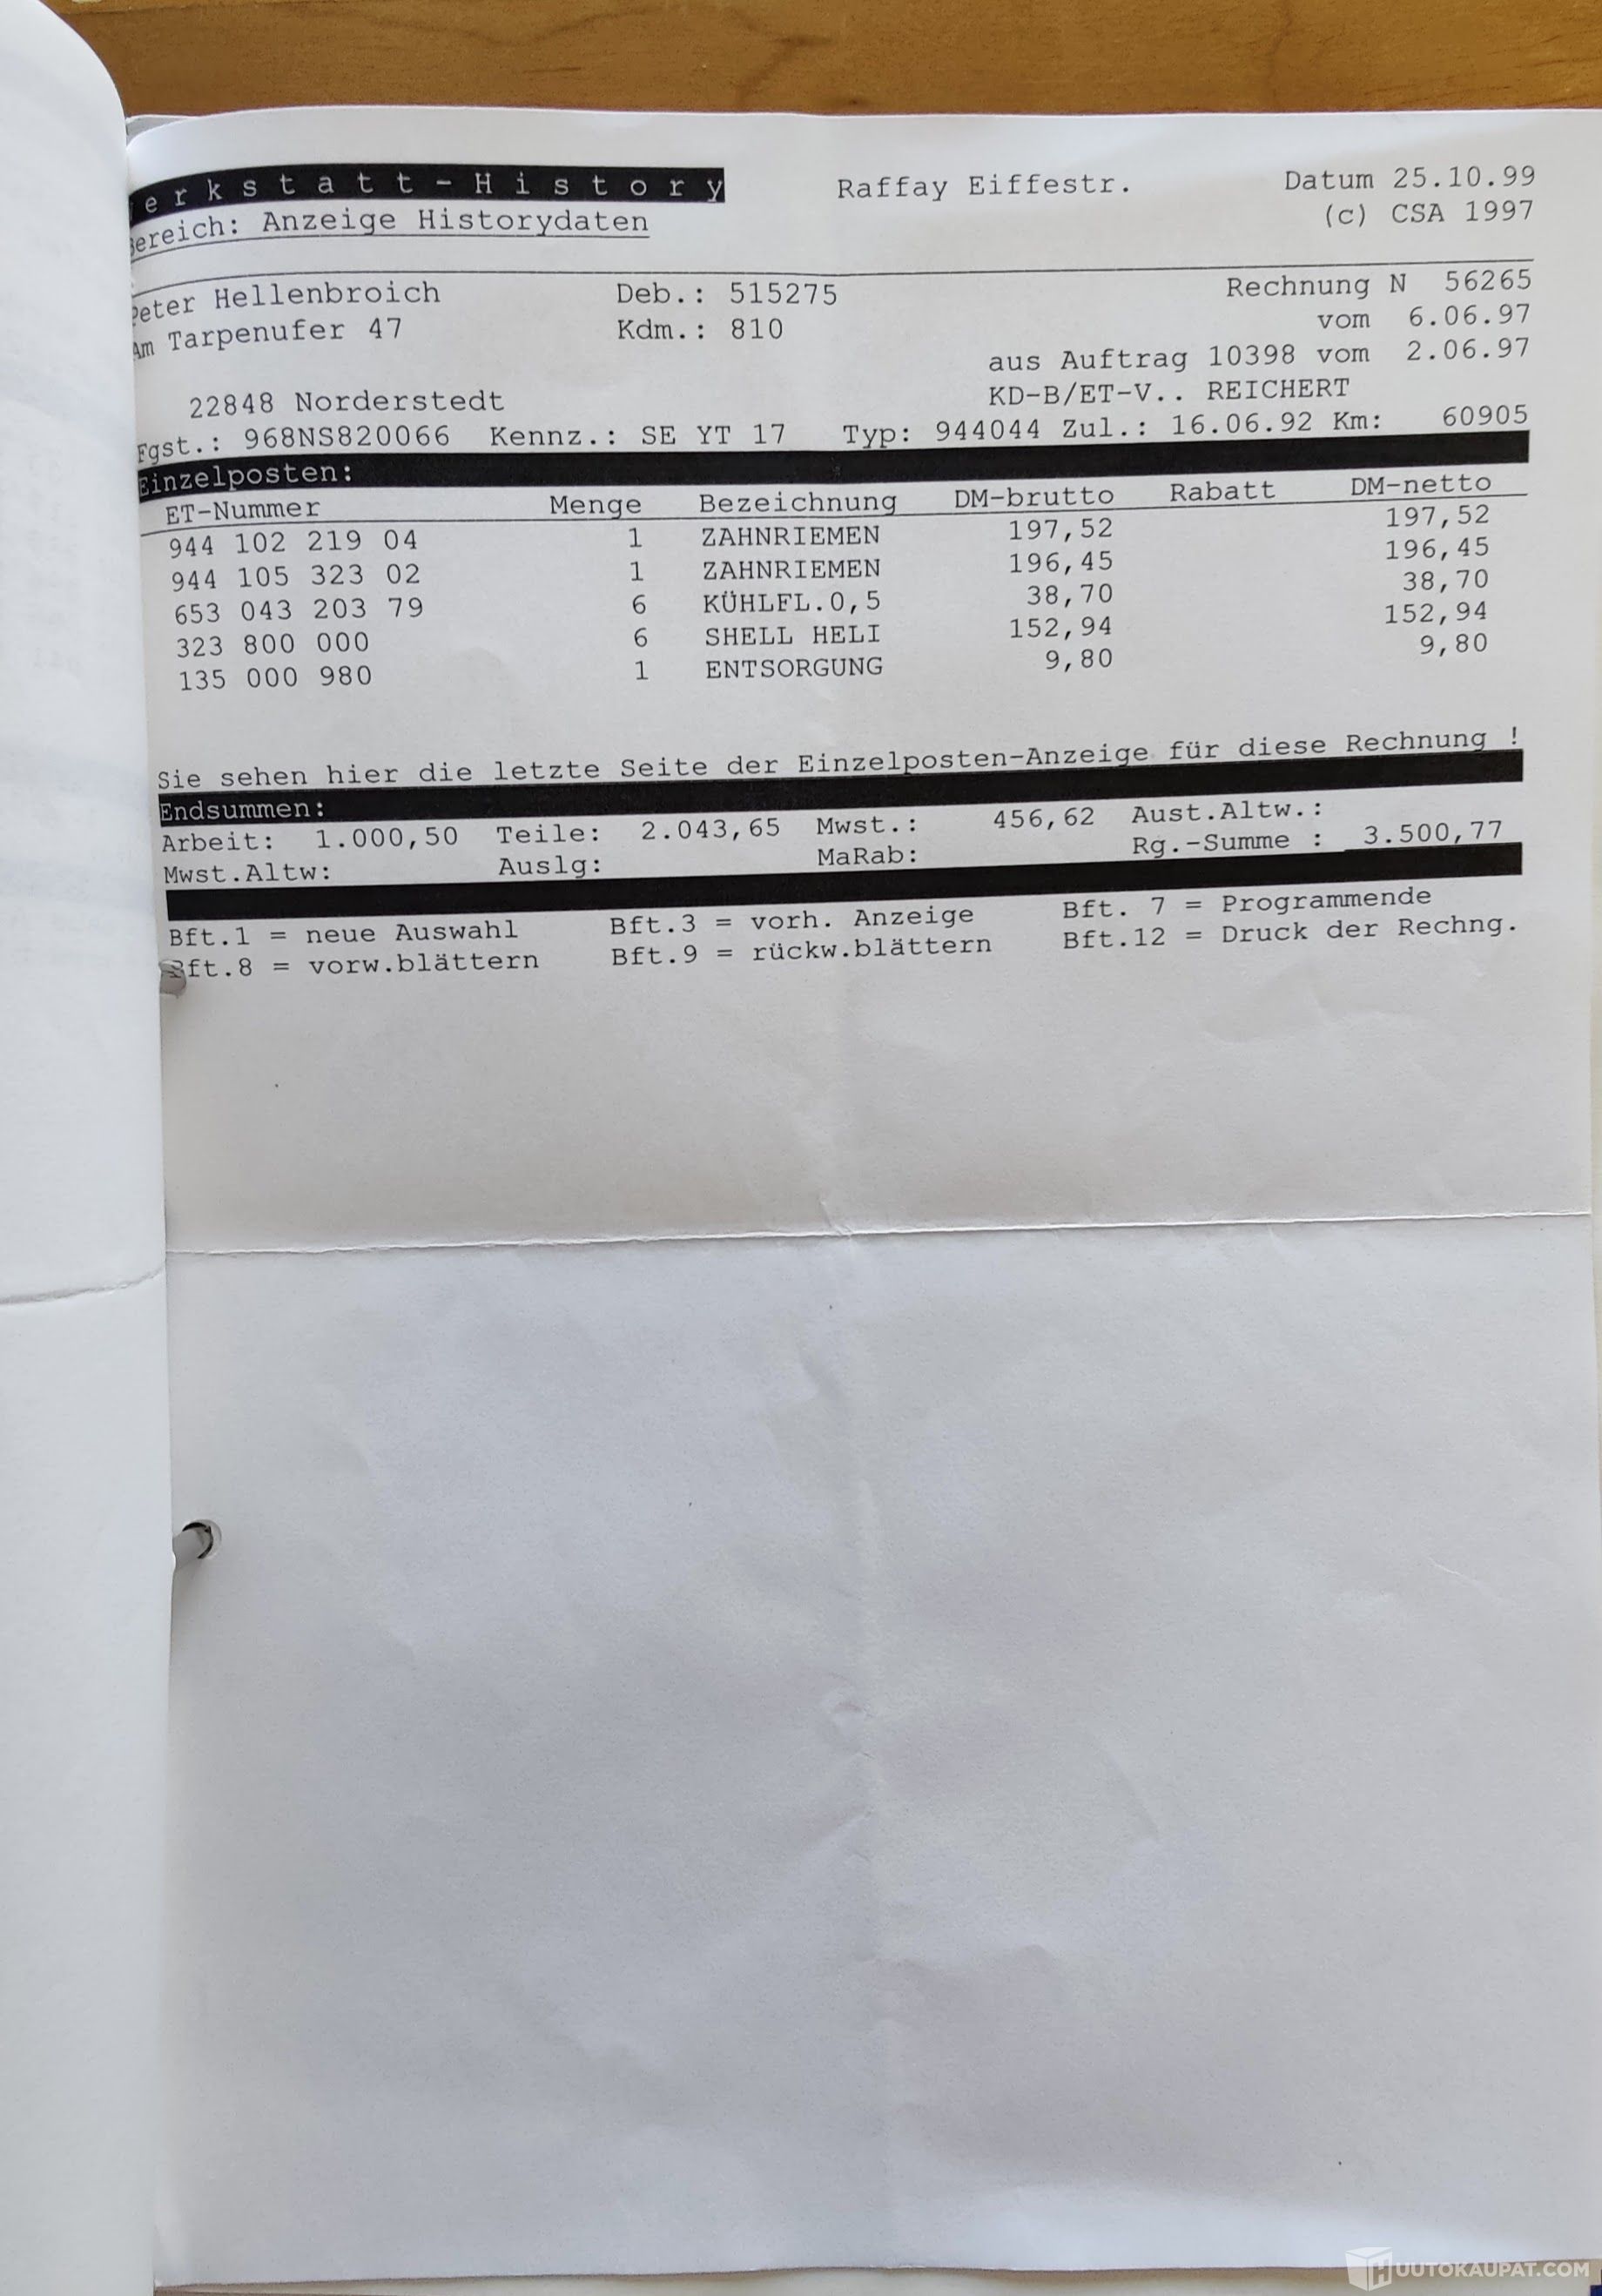 erkstatt-History Raffay Eiffestr. Datum 25.10.99
Bereich: Anzeige Historydaten (c) CSA 1997
Peter Hellenbroich Deb.: 515275 Rechnung N 56265
Am Tarpenufer 47 Kdm.: 810 vom 6.06.97
aus Auftrag 10398 vom 2.06.97
22848 Norderstedt KD-B/ET-V.. REICHERT
Fgst.: 968NS820066 Kennz.: SE YT 17 Typ: 944044 Zul.: 16.06.92 Km: 60905
Einzelposten:
ET-Nummer Menge Bezeichnung DM-brutto Rabatt DM-netto
944 102 219 04 1 ZAHNRIEMEN 197,52 197,52
944 105 323 02 1 ZAHNRIEMEN 196,45 196,45
653 043 203 79 6 KÜHLFL.0,5 38,70 38,70
323 800 000 6 SHELL HELI 152,94 152,94
135 000 980 1 ENTSORGUNG 9,80 9,80
Sie sehen hier die letzte Seite der Einzelposten-Anzeige für diese Rechnung !
Endsummen:
Arbeit: 1.000,50 Teile: 2.043,65 Mwst.: 456,62 Aust.Altw.:
Mwst.Altw: Auslg: MaRab: Rg.-Summe : 3.500,77
Bft.1 = neue Auswahl Bft.3 = vorh. Anzeige Bft. 7 = Programmende
Bft.8 = vorw.blättern Bft.9 = rückw.blättern Bft.12 = Druck der Rechng.
HUUTOKAUPAT.COM